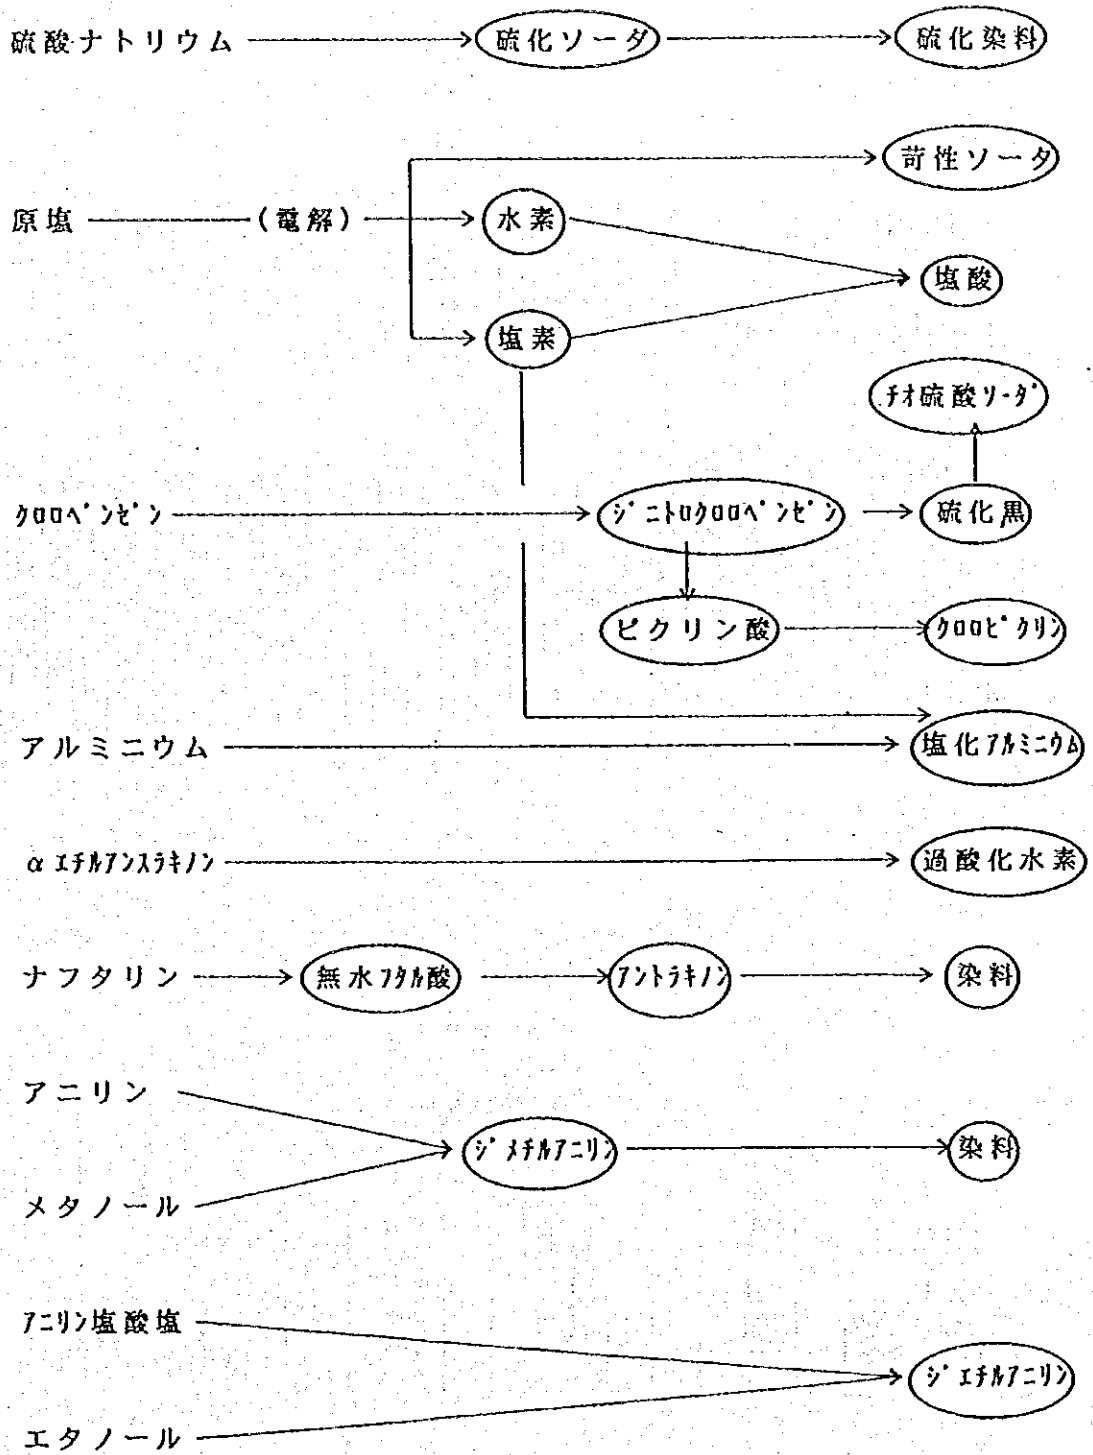 硫酸ナトリウム 硫化ソーダ 硫化染料
苛性ソータ
原塩 (電解) 水素
塩酸
塩素
ﾁｵ硫酸ｿｰﾀﾞ
ｸﾛﾛﾍﾞﾝｾﾞﾝ ｼﾞﾆﾄﾛｸﾛﾛﾍﾞﾝｾﾞﾝ 硫化黒
ピクリン酸 ｸﾛﾛﾋﾟｸﾘﾝ
アルミニウム 塩化ｱﾙﾐﾆｳﾑ
αｴﾁﾙｱﾝｽﾗｷﾉﾝ 過酸化水素
ナフタリン 無水ﾌﾀﾙ酸 ｱﾝﾄﾗｷﾉﾝ 染料
アニリン
ｼﾞﾒﾁﾙｱﾆﾘﾝ 染料
メタノール
ｱﾆﾘﾝ塩酸塩
ｼﾞｴﾁﾙｱﾆﾘﾝ
エタノール